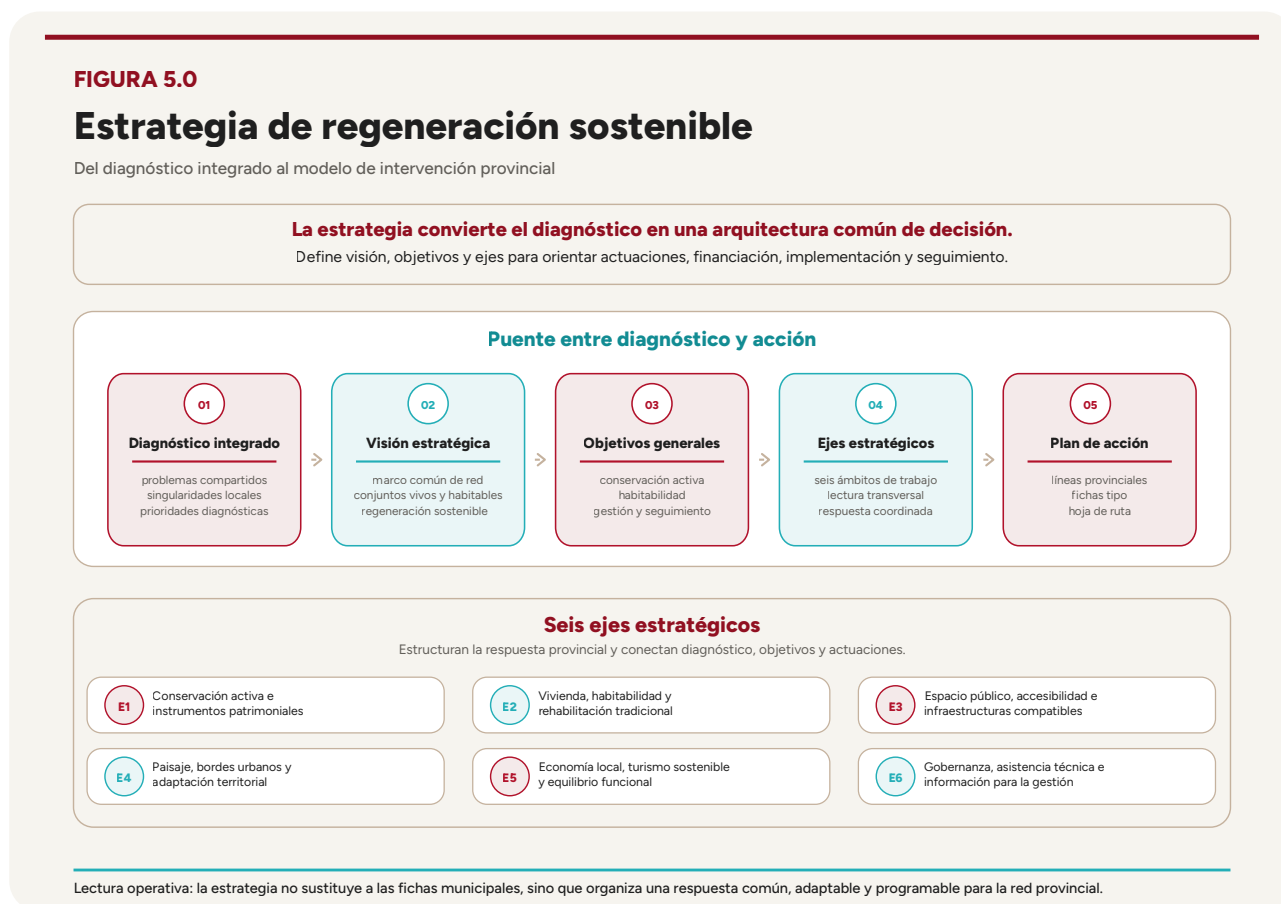 FIGURA 5.0
Estrategia de regeneración sostenible
Del diagnóstico integrado al modelo de intervención provincial
La estrategia convierte el diagnóstico en una arquitectura común de decisión.
Define visión, objetivos y ejes para orientar actuaciones, financiación, implementación y seguimiento.
Puente entre diagnóstico y acción
01
Diagnóstico integrado
problemas compartidos
singularidades locales
prioridades diagnósticas
02
Visión estratégica
marco común de red
conjuntos vivos y habitables
regeneración sostenible
03
Objetivos generales
conservación activa
habitabilidad
gestión y seguimiento
04
Ejes estratégicos
seis ámbitos de trabajo
lectura transversal
respuesta coordinada
05
Plan de acción
líneas provinciales
fichas tipo
hoja de ruta
Seis ejes estratégicos
Estructuran la respuesta provincial y conectan diagnóstico, objetivos y actuaciones.
E1
Conservación activa e
instrumentos patrimoniales
E2
Vivienda, habitabilidad y
rehabilitación tradicional
E3
Espacio público, accesibilidad e
infraestructuras compatibles
E4
Paisaje, bordes urbanos y
adaptación territorial
E5
Economía local, turismo sostenible
y equilibrio funcional
E6
Gobernanza, asistencia técnica e
información para la gestión
Lectura operativa: la estrategia no sustituye a las fichas municipales, sino que organiza una respuesta común, adaptable y programable para la red provincial.